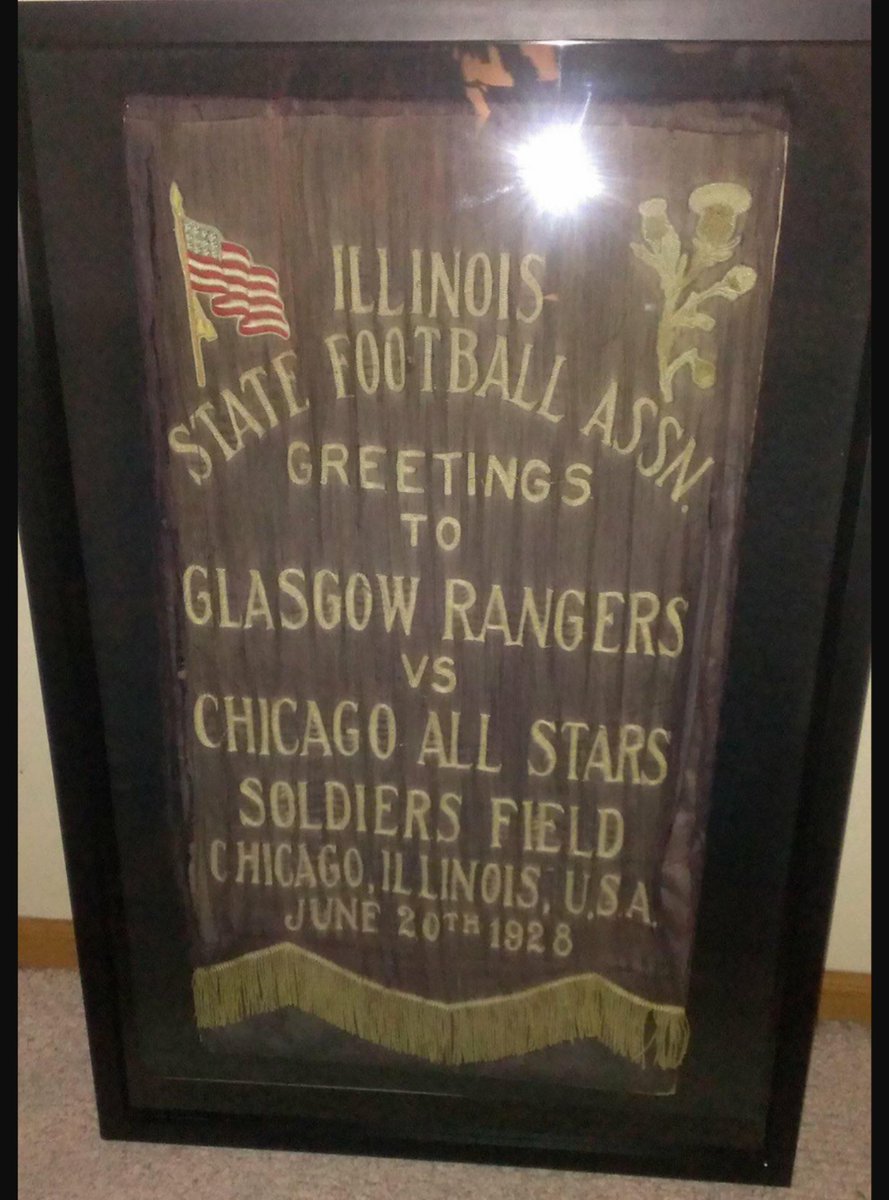 ILLINOIS
STATE FOOTBALL ASSN.
GREETINGS
TO
GLASGOW RANGERS
VS
CHICAGO ALL STARS
SOLDIERS FIELD
CHICAGO, ILLINOIS, U.S.A.
JUNE 20TH 1928